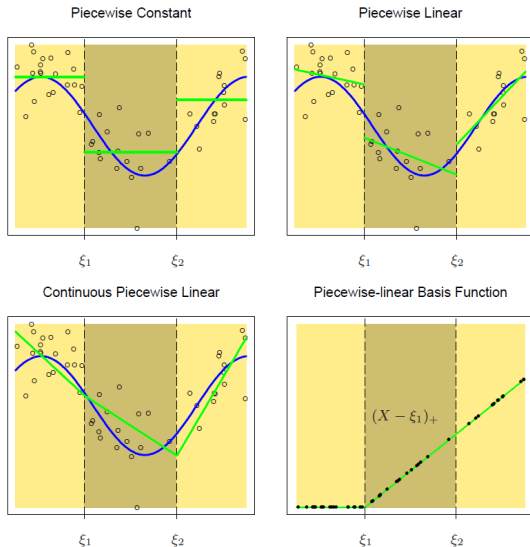 Piecewise Constant
Piecewise Linear
ξ₁ ξ₂
ξ₁ ξ₂
Continuous Piecewise Linear
Piecewise-linear Basis Function
(X − ξ₁)₊
ξ₁ ξ₂
ξ₁ ξ₂